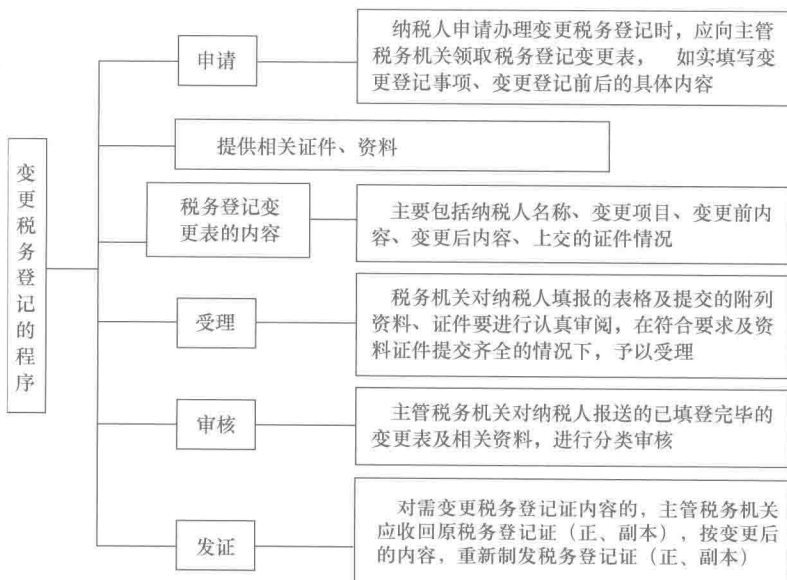 变更税务登记的程序
申请
纳税人申请办理变更税务登记时，应向主管
税务机关领取税务登记变更表， 如实填写变
更登记事项、变更登记前后的具体内容
提供相关证件、资料
税务登记变
更表的内容
主要包括纳税人名称、变更项目、变更前内
容、变更后内容、上交的证件情况
受理
税务机关对纳税人填报的表格及提交的附列
资料、证件要进行认真审阅，在符合要求及资
料证件提交齐全的情况下，予以受理
审核
主管税务机关对纳税人报送的已填登完毕的
变更表及相关资料，进行分类审核
发证
对需变更税务登记证内容的，主管税务机关
应收回原税务登记证（正、副本），按变更后
的内容，重新制发税务登记证（正、副本）